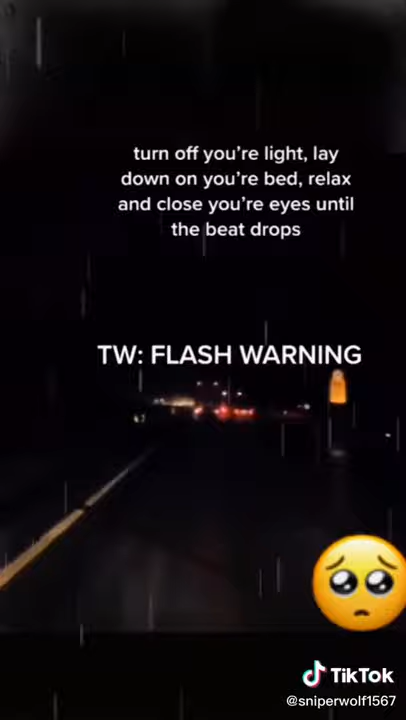 turn off you're light, lay
down on you're bed, relax
and close you're eyes until
the beat drops
TW: FLASH WARNING
TikTok
@sniperwolf1567